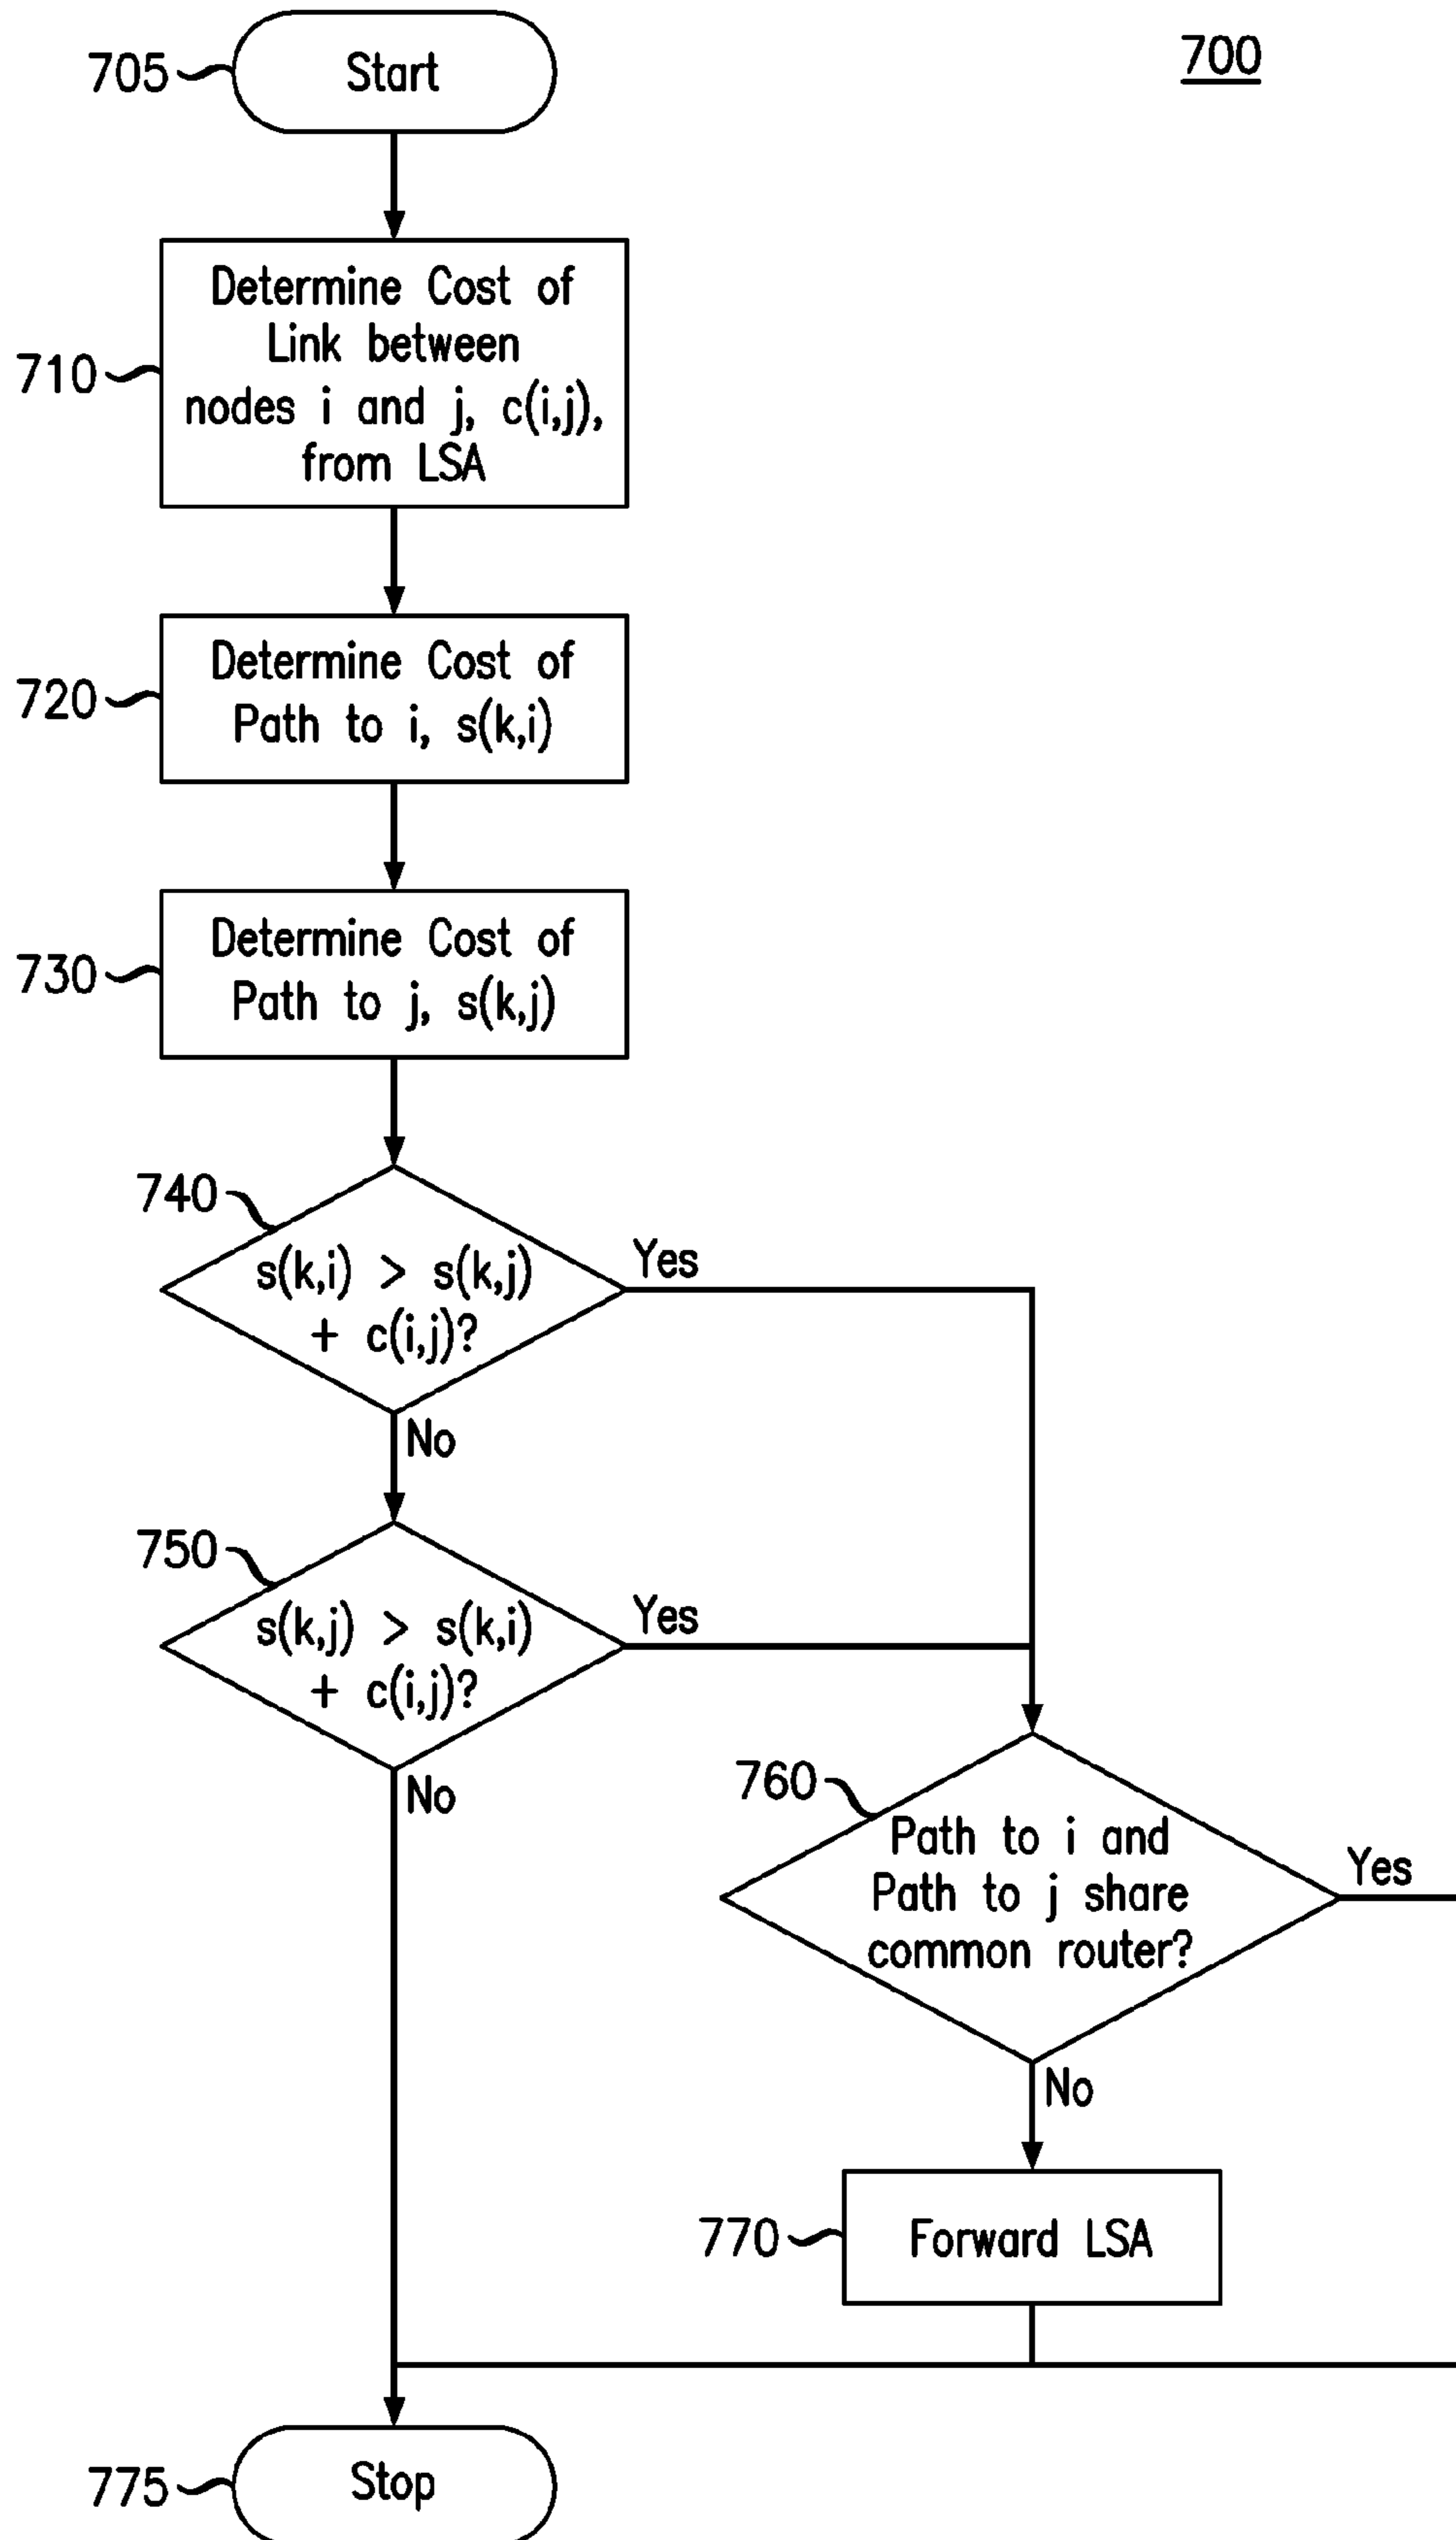 700
705
Start
710
Determine Cost of
Link between
nodes i and j, c(i,j),
from LSA
720
Determine Cost of
Path to i, s(k,i)
730
Determine Cost of
Path to j, s(k,j)
740
s(k,i) > s(k,j)
+ c(i,j)?
Yes
No
750
s(k,j) > s(k,i)
+ c(i,j)?
Yes
No
760
Path to i and
Path to j share
common router?
Yes
No
770
Forward LSA
775
Stop